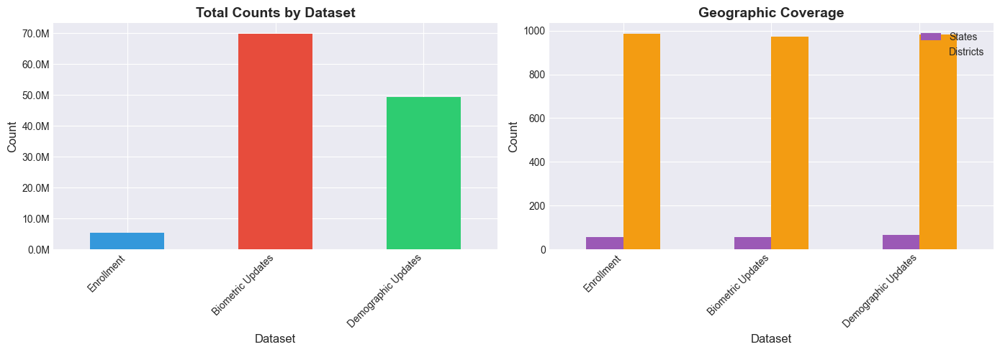 Total Counts by Dataset
Count
70.0M
60.0M
50.0M
40.0M
30.0M
20.0M
10.0M
0.0M
Enrollment
Biometric Updates
Demographic Updates
Dataset
Geographic Coverage
States
Districts
Count
1000
800
600
400
200
0
Enrollment
Biometric Updates
Demographic Updates
Dataset